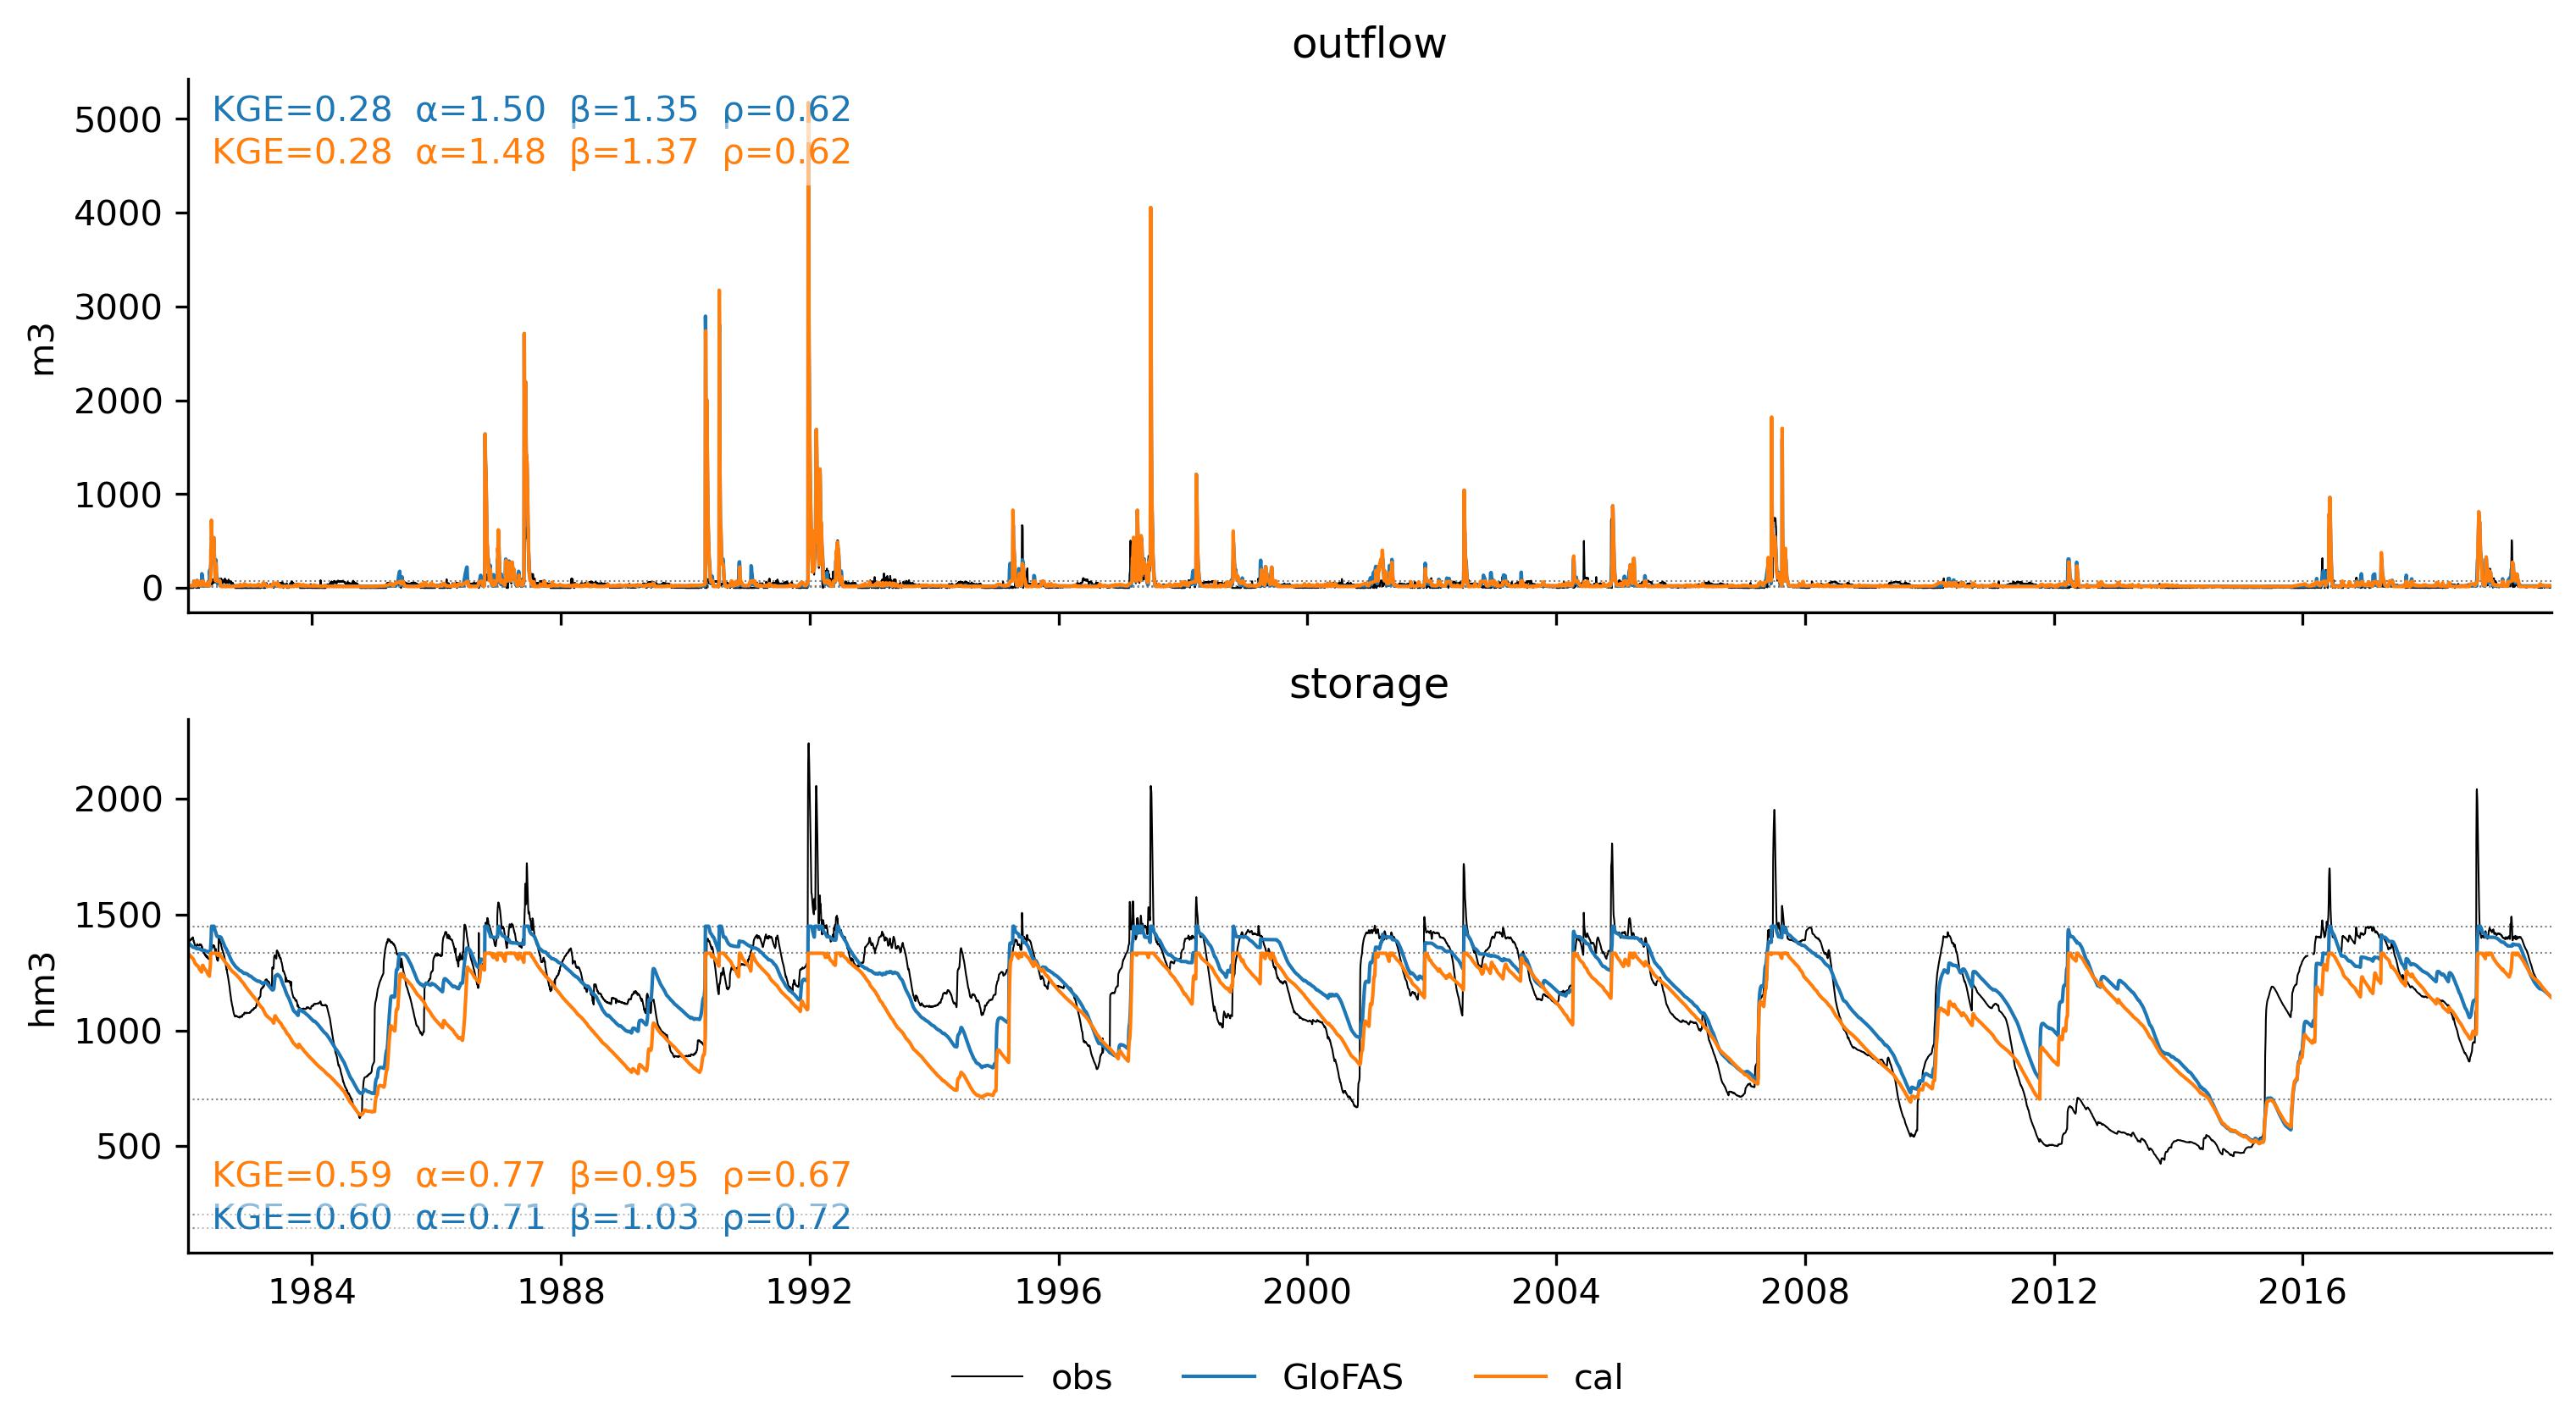 outflow
KGE=0.28 α=1.50 β=1.35 ρ=0.62
KGE=0.28 α=1.48 β=1.37 ρ=0.62
5000
4000
3000
2000
1000
0
m3
storage
2000
1500
1000
500
hm3
KGE=0.59 α=0.77 β=0.95 ρ=0.67
KGE=0.60 α=0.71 β=1.03 ρ=0.72
1984 1988 1992 1996 2000 2004 2008 2012 2016
obs GloFAS cal